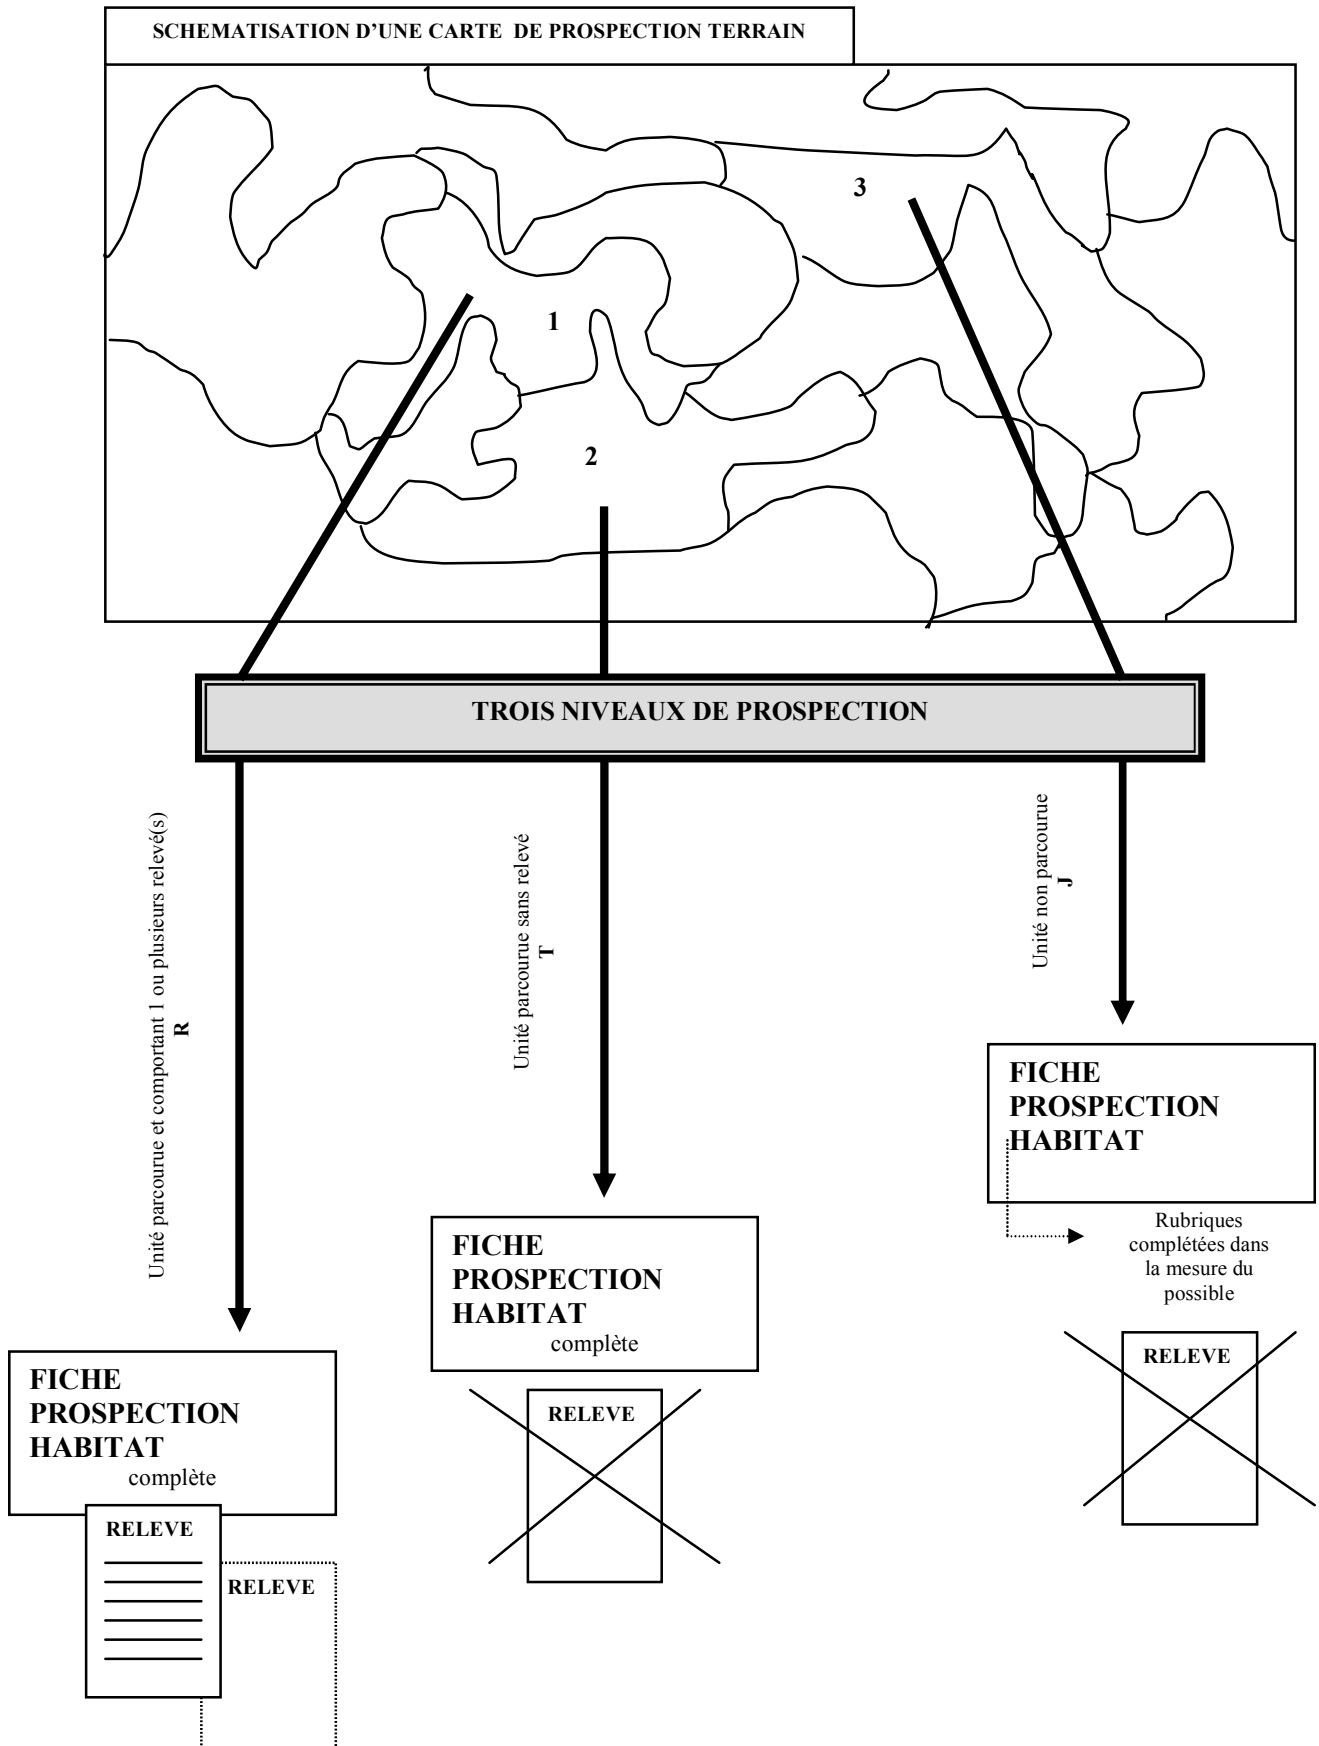 SCHEMATISATION D’UNE CARTE DE PROSPECTION TERRAIN
3
1
2
TROIS NIVEAUX DE PROSPECTION
Unité parcourue et comportant 1 ou plusieurs relevé(s)
R
Unité parcourue sans relevé
T
Unité non parcourue
J
FICHE
PROSPECTION
HABITAT
Rubriques
complétées dans
la mesure du
possible
RELEVE
FICHE
PROSPECTION
HABITAT
complète
RELEVE
FICHE
PROSPECTION
HABITAT
complète
RELEVE
RELEVE